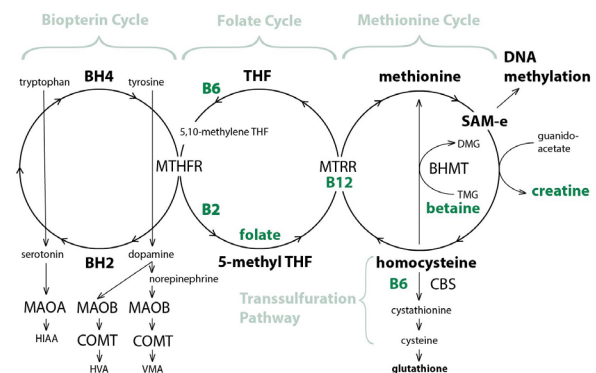 Biopterin Cycle
Folate Cycle
Methionine Cycle
DNA
methylation
tryptophan
BH4
tyrosine
B6
THF
methionine
SAM-e
5,10-methylene THF
guanido-
acetate
DMG
MTHFR
MTRR
B12
BHMT
TMG
creatine
B2
betaine
folate
serotonin
BH2
dopamine
5-methyl THF
homocysteine
norepinephrine
B6
CBS
Transsulfuration
Pathway
MAOA
MAOB
MAOB
cystathionine
HIAA
COMT
COMT
cysteine
HVA
VMA
glutathione